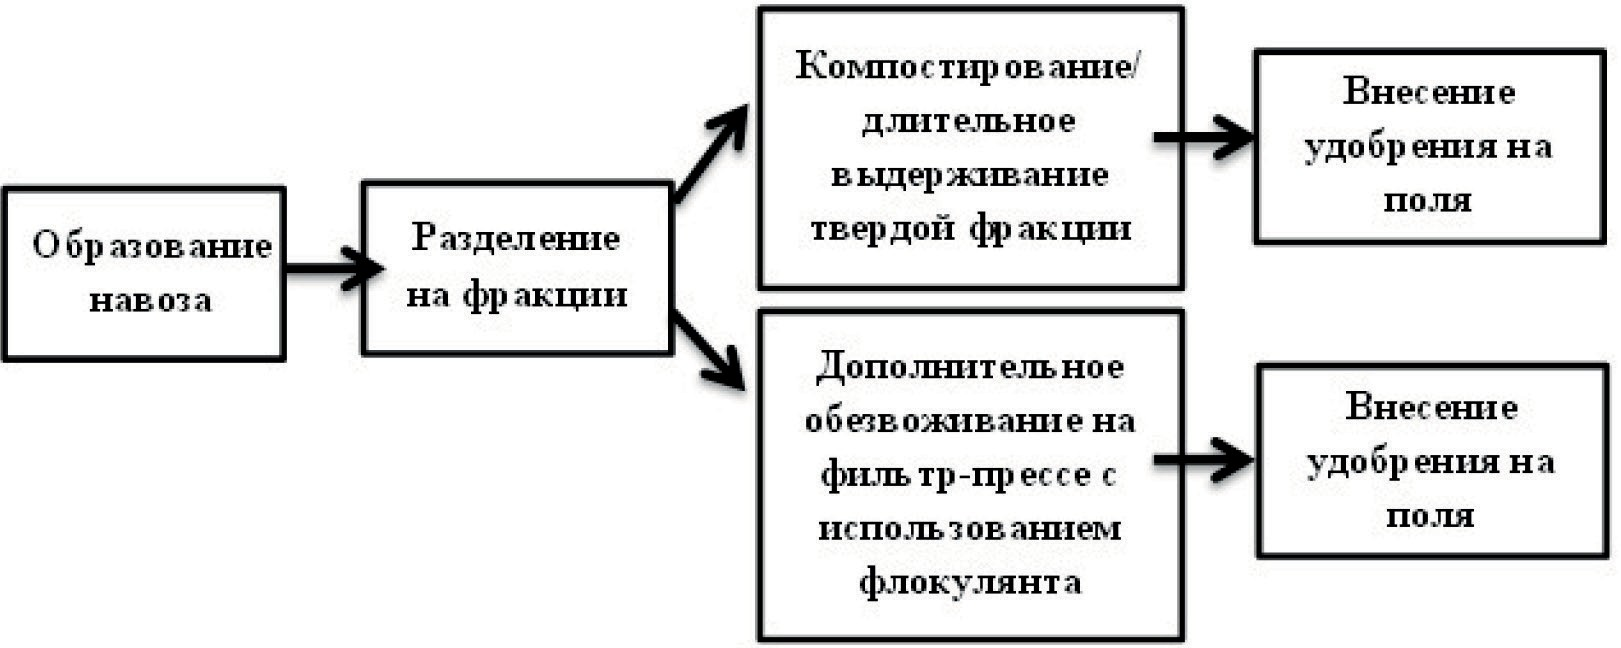 Образование
навоза
Разделение
на фракции
Компостирование/
длительное
выдерживание
твердой фракции
Внесение
удобрения на
поля
Дополнительное
обезвоживание на
фильтр-прессе с
использованием
флокулянта
Внесение
удобрения на
поля